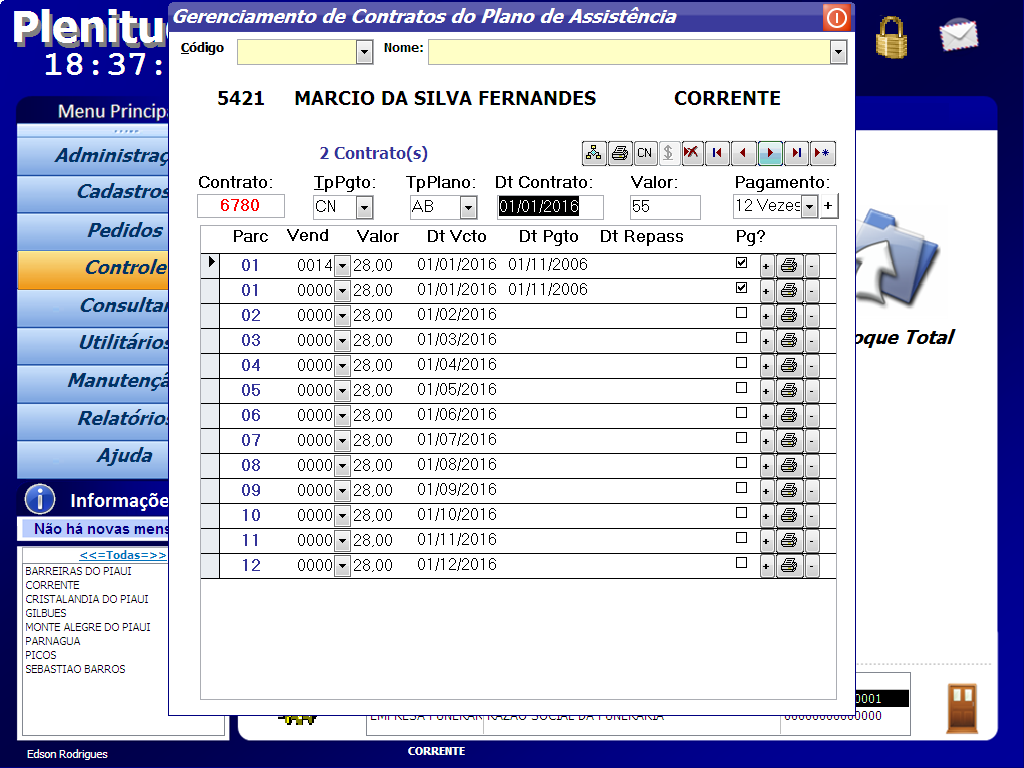 Plenitu
18:37:
Gerenciamento de Contratos do Plano de Assistência
Código
Nome:
5421 MARCIO DA SILVA FERNANDES CORRENTE
2 Contrato(s)
CN $
Contrato: TpPgto: TpPlano: Dt Contrato: Valor: Pagamento:
6780 CN AB 01/01/2016 55 12 Vezes +
Parc Vend Valor Dt Vcto Dt Pgto Dt Repass Pg?
01 0014 28,00 01/01/2016 01/11/2006 + -
01 0000 28,00 01/01/2016 01/11/2006 + -
02 0000 28,00 01/02/2016 + -
03 0000 28,00 01/03/2016 + -
04 0000 28,00 01/04/2016 + -
05 0000 28,00 01/05/2016 + -
06 0000 28,00 01/06/2016 + -
07 0000 28,00 01/07/2016 + -
08 0000 28,00 01/08/2016 + -
09 0000 28,00 01/09/2016 + -
10 0000 28,00 01/10/2016 + -
11 0000 28,00 01/11/2016 + -
12 0000 28,00 01/12/2016 + -
Menu Princip
Administraç
Cadastros
Pedidos
Controle
Consultar
Utilitários
Manutençã
Relatórios
Ajuda
Informaçõe
Não há novas mens
<<=Todas=>>
BARREIRAS DO PIAUI
CORRENTE
CRISTALANDIA DO PIAUI
GILBUES
MONTE ALEGRE DO PIAUI
PARNAGUA
PICOS
SEBASTIAO BARROS
oque Total
0001
EMPRESA FUNERAR RAZAO SOCIAL DA FUNERARIA 00000000000000
Edson Rodrigues
CORRENTE